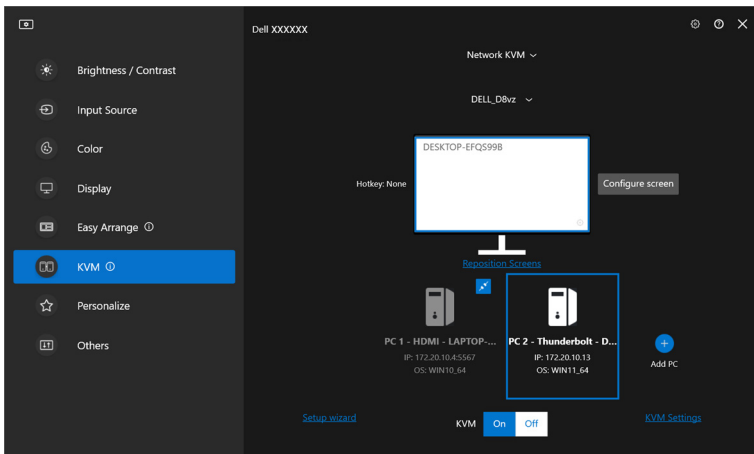 Dell XXXXXX
Brightness / Contrast
Input Source
Color
Display
Easy Arrange
KVM
Personalize
Others
Network KVM
DELL_D8vz
DESKTOP-EFQS99B
Hotkey: None
Configure screen
Reposition Screens
PC 1 - HDMI - LAPTOP-...
IP: 172.20.10.4:5567
OS: WIN10_64
PC 2 - Thunderbolt - D...
IP: 172.20.10.13
OS: WIN11_64
Add PC
Setup wizard
KVM
On
Off
KVM Settings